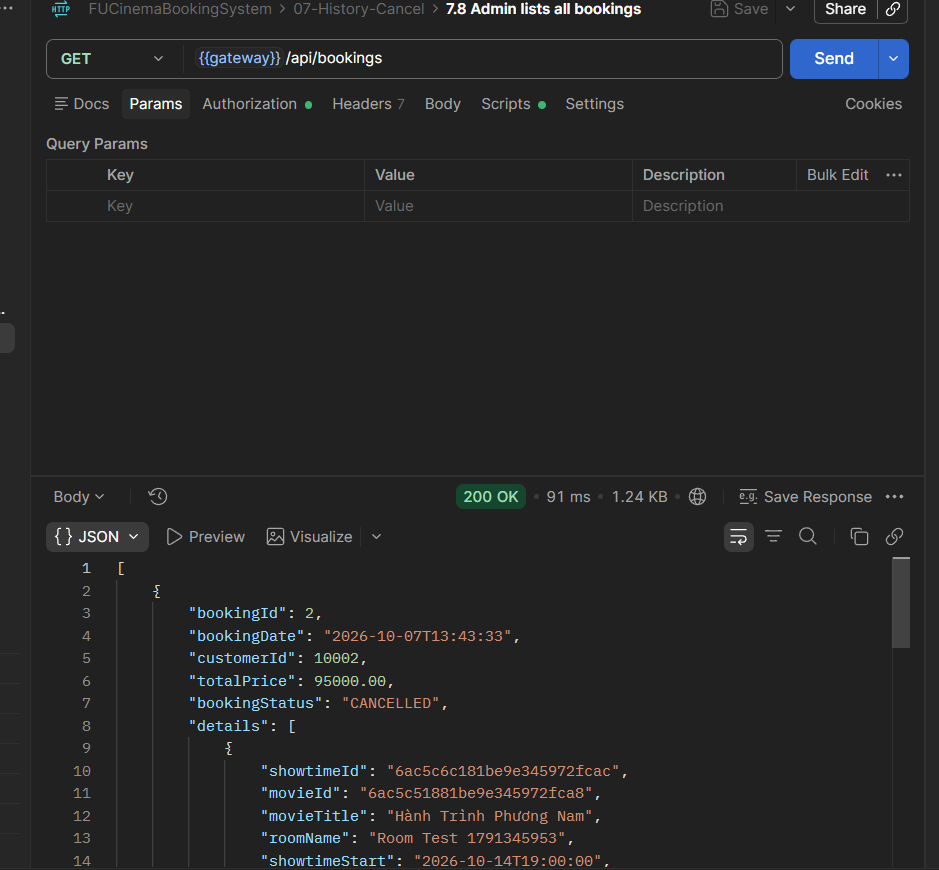 HTTP FUCinemaBookingSystem > 07-History-Cancel > 7.8 Admin lists all bookings Save Share
GET {{gateway}} /api/bookings Send
Docs Params Authorization Headers 7 Body Scripts Settings Cookies
Query Params
Key Value Description Bulk Edit
Key Value Description
Body 200 OK 91 ms 1.24 KB e.g. Save Response
{} JSON Preview Visualize
1 [
2 {
3 "bookingId": 2,
4 "bookingDate": "2026-10-07T13:43:33",
5 "customerId": 10002,
6 "totalPrice": 95000.00,
7 "bookingStatus": "CANCELLED",
8 "details": [
9 {
10 "showtimeId": "6ac5c6c181be9e345972fcac",
11 "movieId": "6ac5c51881be9e345972fca8",
12 "movieTitle": "Hành Trình Phương Nam",
13 "roomName": "Room Test 1791345953",
14 "showtimeStart": "2026-10-14T19:00:00",